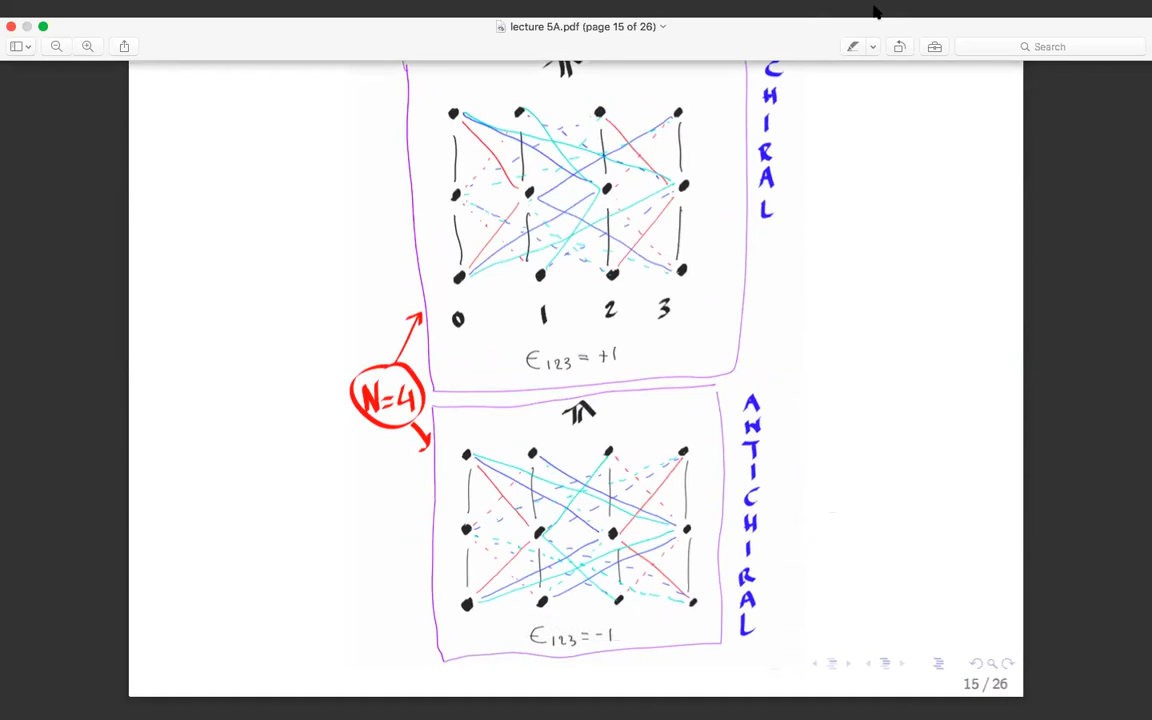 lecture 5A.pdf (page 15 of 26)
Search
CHIRAL
0 1 2 3
ϵ123 = +1
N=4
ANTICHIRAL
ϵ123 = -1
15 / 26